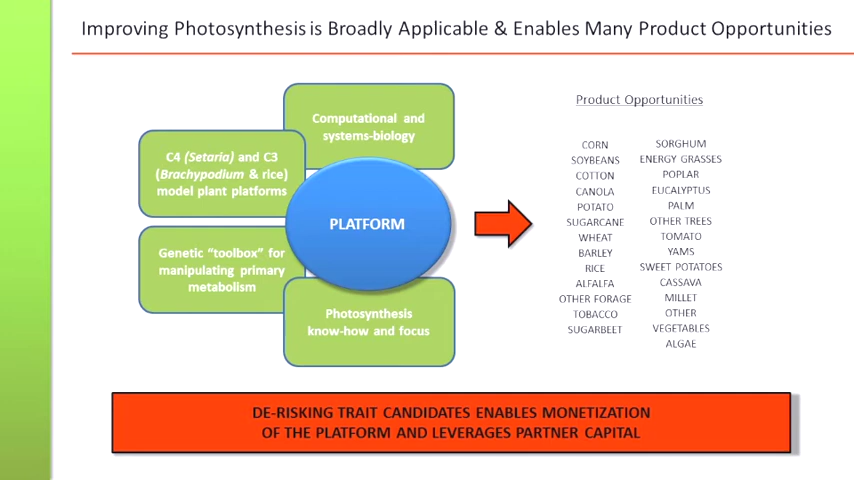 Improving Photosynthesis is Broadly Applicable & Enables Many Product Opportunities
Computational and
systems-biology
C4 (Setaria) and C3
(Brachypodium & rice)
model plant platforms
PLATFORM
Genetic “toolbox” for
manipulating primary
metabolism
Photosynthesis
know-how and focus
Product Opportunities
CORN
SOYBEANS
COTTON
CANOLA
POTATO
SUGARCANE
WHEAT
BARLEY
RICE
ALFALFA
OTHER FORAGE
TOBACCO
SUGARBEET
SORGHUM
ENERGY GRASSES
POPLAR
EUCALYPTUS
PALM
OTHER TREES
TOMATO
YAMS
SWEET POTATOES
CASSAVA
MILLET
OTHER
VEGETABLES
ALGAE
DE-RISKING TRAIT CANDIDATES ENABLES MONETIZATION
OF THE PLATFORM AND LEVERAGES PARTNER CAPITAL